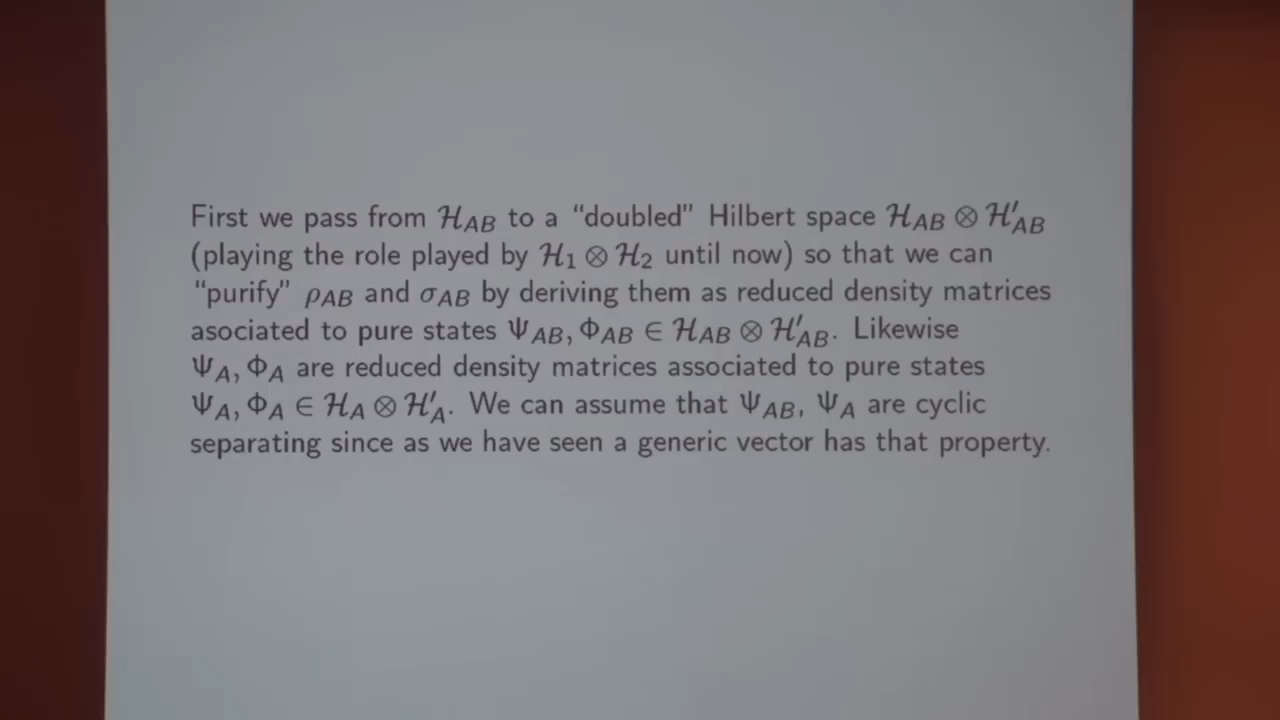 First we pass from ℋ_AB to a “doubled” Hilbert space ℋ_AB ⊗ ℋ′_AB
(playing the role played by ℋ₁ ⊗ ℋ₂ until now) so that we can
“purify” ρ_AB and σ_AB by deriving them as reduced density matrices
asociated to pure states Ψ_AB, Φ_AB ∈ ℋ_AB ⊗ ℋ′_AB. Likewise
Ψ_A, Φ_A are reduced density matrices associated to pure states
Ψ_A, Φ_A ∈ ℋ_A ⊗ ℋ′_A. We can assume that Ψ_AB, Ψ_A are cyclic
separating since as we have seen a generic vector has that property.